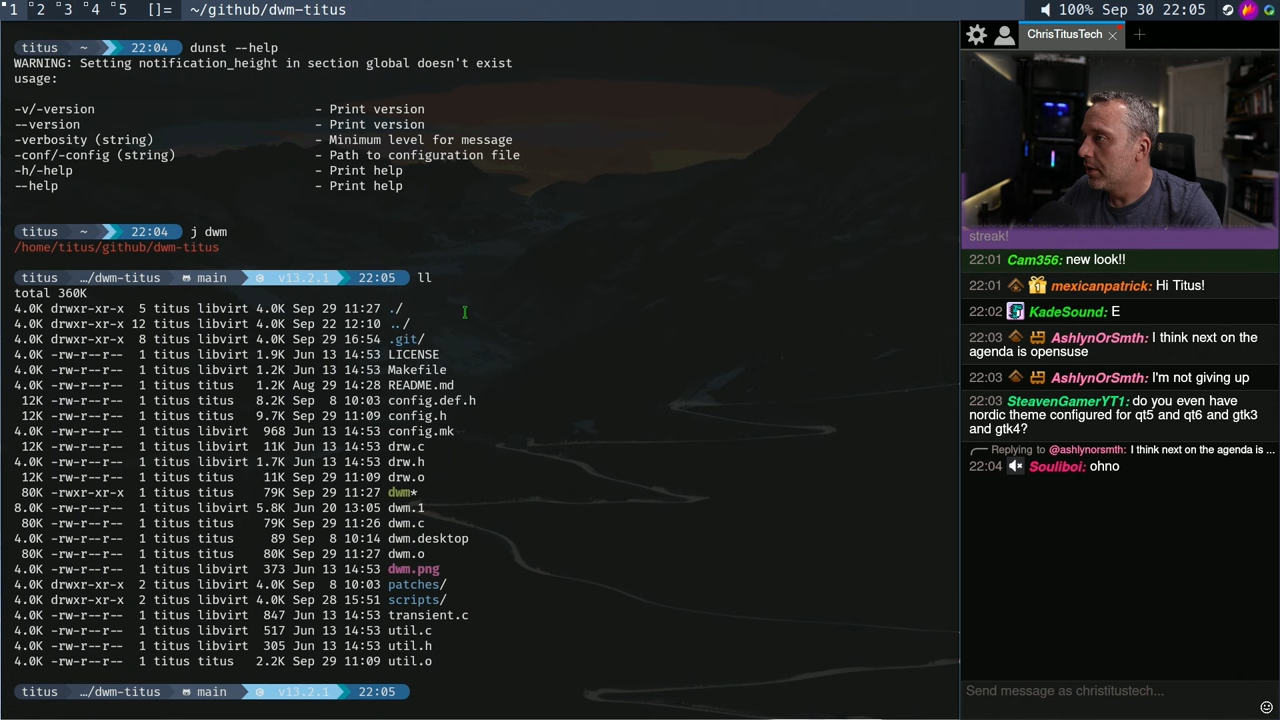 1 2 3 4 5 []= ~/github/dwm-titus 100% Sep 30 22:05
titus ~ 22:04 dunst --help
WARNING: Setting notification_height in section global doesn't exist
usage:
-v/-version - Print version
--version - Print version
-verbosity (string) - Minimum level for message
-conf/-config (string) - Path to configuration file
-h/-help - Print help
--help - Print help
titus ~ 22:04 j dwm
/home/titus/github/dwm-titus
titus …/dwm-titus main v13.2.1 22:05 ll
total 360K
4.0K drwxr-xr-x 5 titus libvirt 4.0K Sep 29 11:27 ./
4.0K drwxr-xr-x 12 titus libvirt 4.0K Sep 22 12:10 ../
4.0K drwxr-xr-x 8 titus libvirt 4.0K Sep 29 16:54 .git/
4.0K -rw-r--r-- 1 titus libvirt 1.9K Jun 13 14:53 LICENSE
4.0K -rw-r--r-- 1 titus libvirt 1.2K Jun 13 14:53 Makefile
4.0K -rw-r--r-- 1 titus titus 1.2K Aug 29 14:28 README.md
12K -rw-r--r-- 1 titus titus 8.2K Sep 8 10:03 config.def.h
12K -rw-r--r-- 1 titus titus 9.7K Sep 29 11:09 config.h
4.0K -rw-r--r-- 1 titus libvirt 968 Jun 13 14:53 config.mk
12K -rw-r--r-- 1 titus libvirt 11K Jun 13 14:53 drw.c
4.0K -rw-r--r-- 1 titus libvirt 1.7K Jun 13 14:53 drw.h
12K -rw-r--r-- 1 titus titus 11K Sep 29 11:09 drw.o
80K -rwxr-xr-x 1 titus titus 79K Sep 29 11:27 dwm*
8.0K -rw-r--r-- 1 titus libvirt 5.8K Jun 20 13:05 dwm.1
80K -rw-r--r-- 1 titus titus 79K Sep 29 11:26 dwm.c
4.0K -rw-r--r-- 1 titus titus 89 Sep 8 10:14 dwm.desktop
80K -rw-r--r-- 1 titus titus 80K Sep 29 11:27 dwm.o
4.0K -rw-r--r-- 1 titus libvirt 373 Jun 13 14:53 dwm.png
4.0K drwxr-xr-x 2 titus libvirt 4.0K Sep 8 10:03 patches/
4.0K drwxr-xr-x 2 titus libvirt 4.0K Sep 28 15:51 scripts/
4.0K -rw-r--r-- 1 titus libvirt 847 Jun 13 14:53 transient.c
4.0K -rw-r--r-- 1 titus libvirt 517 Jun 13 14:53 util.c
4.0K -rw-r--r-- 1 titus libvirt 305 Jun 13 14:53 util.h
4.0K -rw-r--r-- 1 titus titus 2.2K Sep 29 11:09 util.o
titus …/dwm-titus main v13.2.1 22:05
ChrisTitusTech
streak!
22:01 Cam356: new look!!
22:01 mexicanpatrick: Hi Titus!
22:02 KadeSound: E
22:03 AshlynOrSmth: I think next on the
agenda is opensuse
22:03 AshlynOrSmth: I'm not giving up
22:03 SteavenGamerYT1: do you even have
nordic theme configured for qt5 and qt6 and gtk3
and gtk4?
Replying to @ashlynorsmth: I think next on the agenda is ...
22:04 Souliboi: ohno
Send message as christitustech...